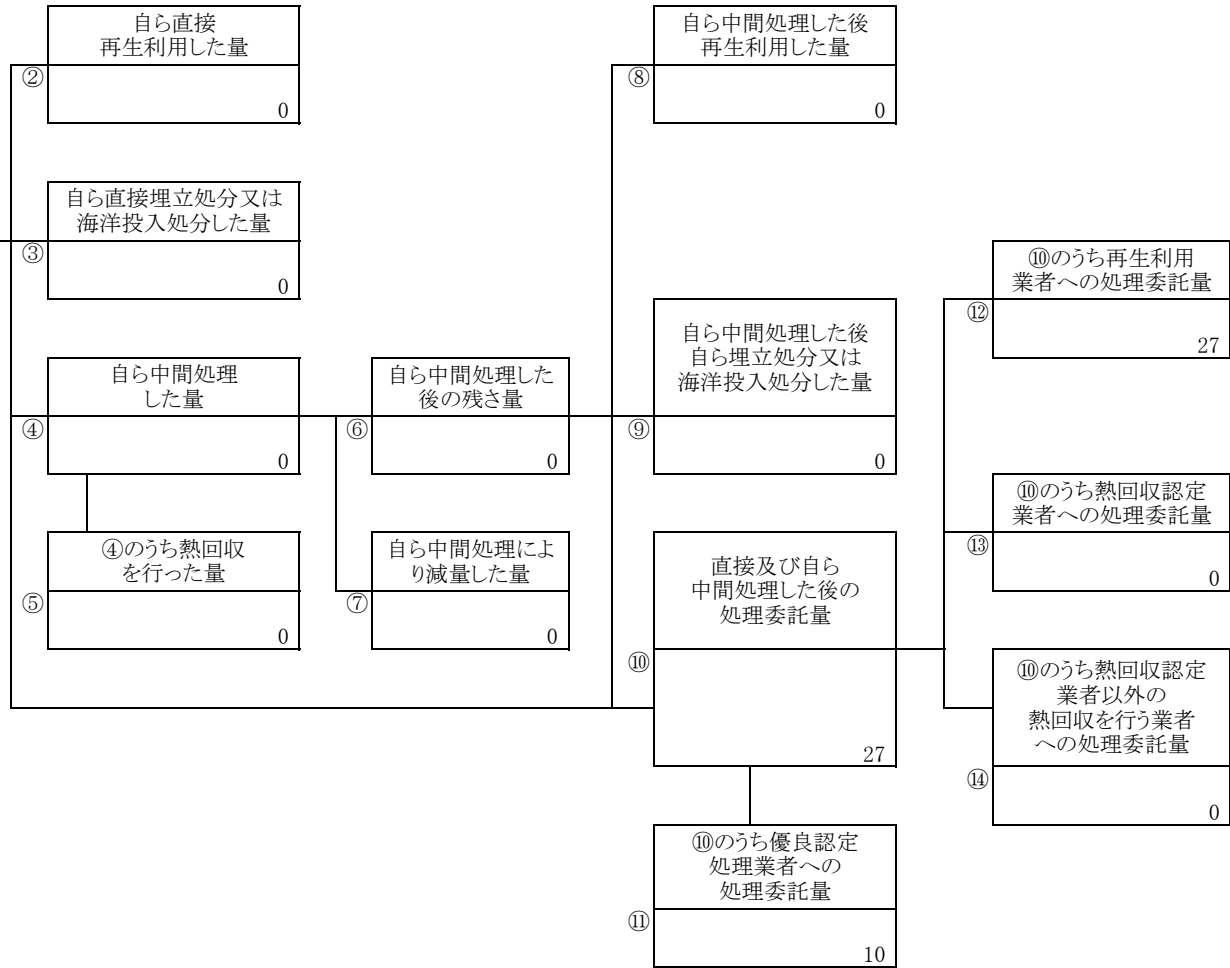 自ら直接
再生利用した量
②
0
自ら直接埋立処分又は
海洋投入処分した量
③
0
自ら中間処理
した量
④
0
④のうち熱回収
を行った量
⑤
0
自ら中間処理した
後の残さ量
⑥
0
自ら中間処理によ
り減量した量
⑦
0
自ら中間処理した後
再生利用した量
⑧
0
自ら中間処理した後
自ら埋立処分又は
海洋投入処分した量
⑨
0
直接及び自ら
中間処理した後の
処理委託量
⑩
27
⑩のうち優良認定
処理業者への
処理委託量
⑪
10
⑩のうち再生利用
業者への処理委託量
⑫
27
⑩のうち熱回収認定
業者への処理委託量
⑬
0
⑩のうち熱回収認定
業者以外の
熱回収を行う業者
への処理委託量
⑭
0